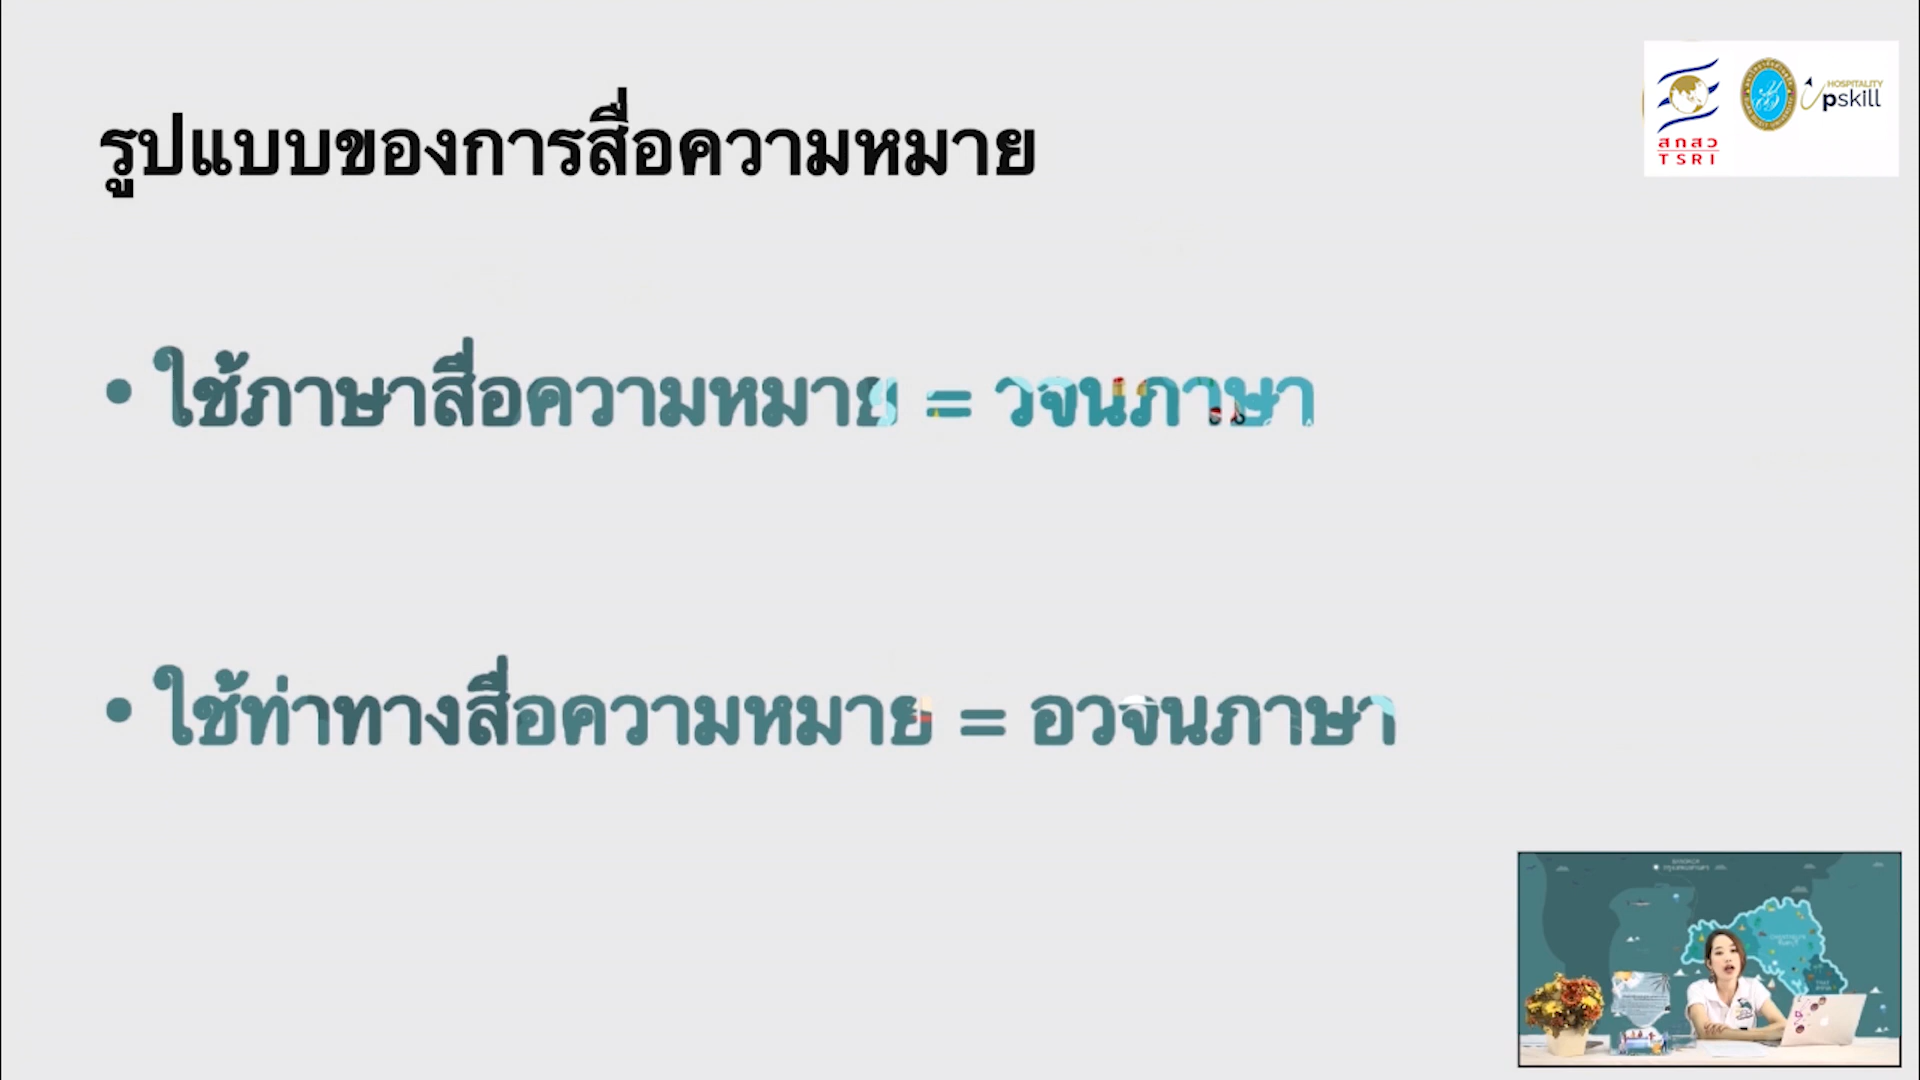 รูปแบบของการสื่อความหมาย
สกสว
TSRI
HOSPITALITY
upskill
• ใช้ภาษาสื่อความหมาย = วจนภาษา
• ใช้ท่าทางสื่อความหมาย = อวจนภาษา
BANGKOK